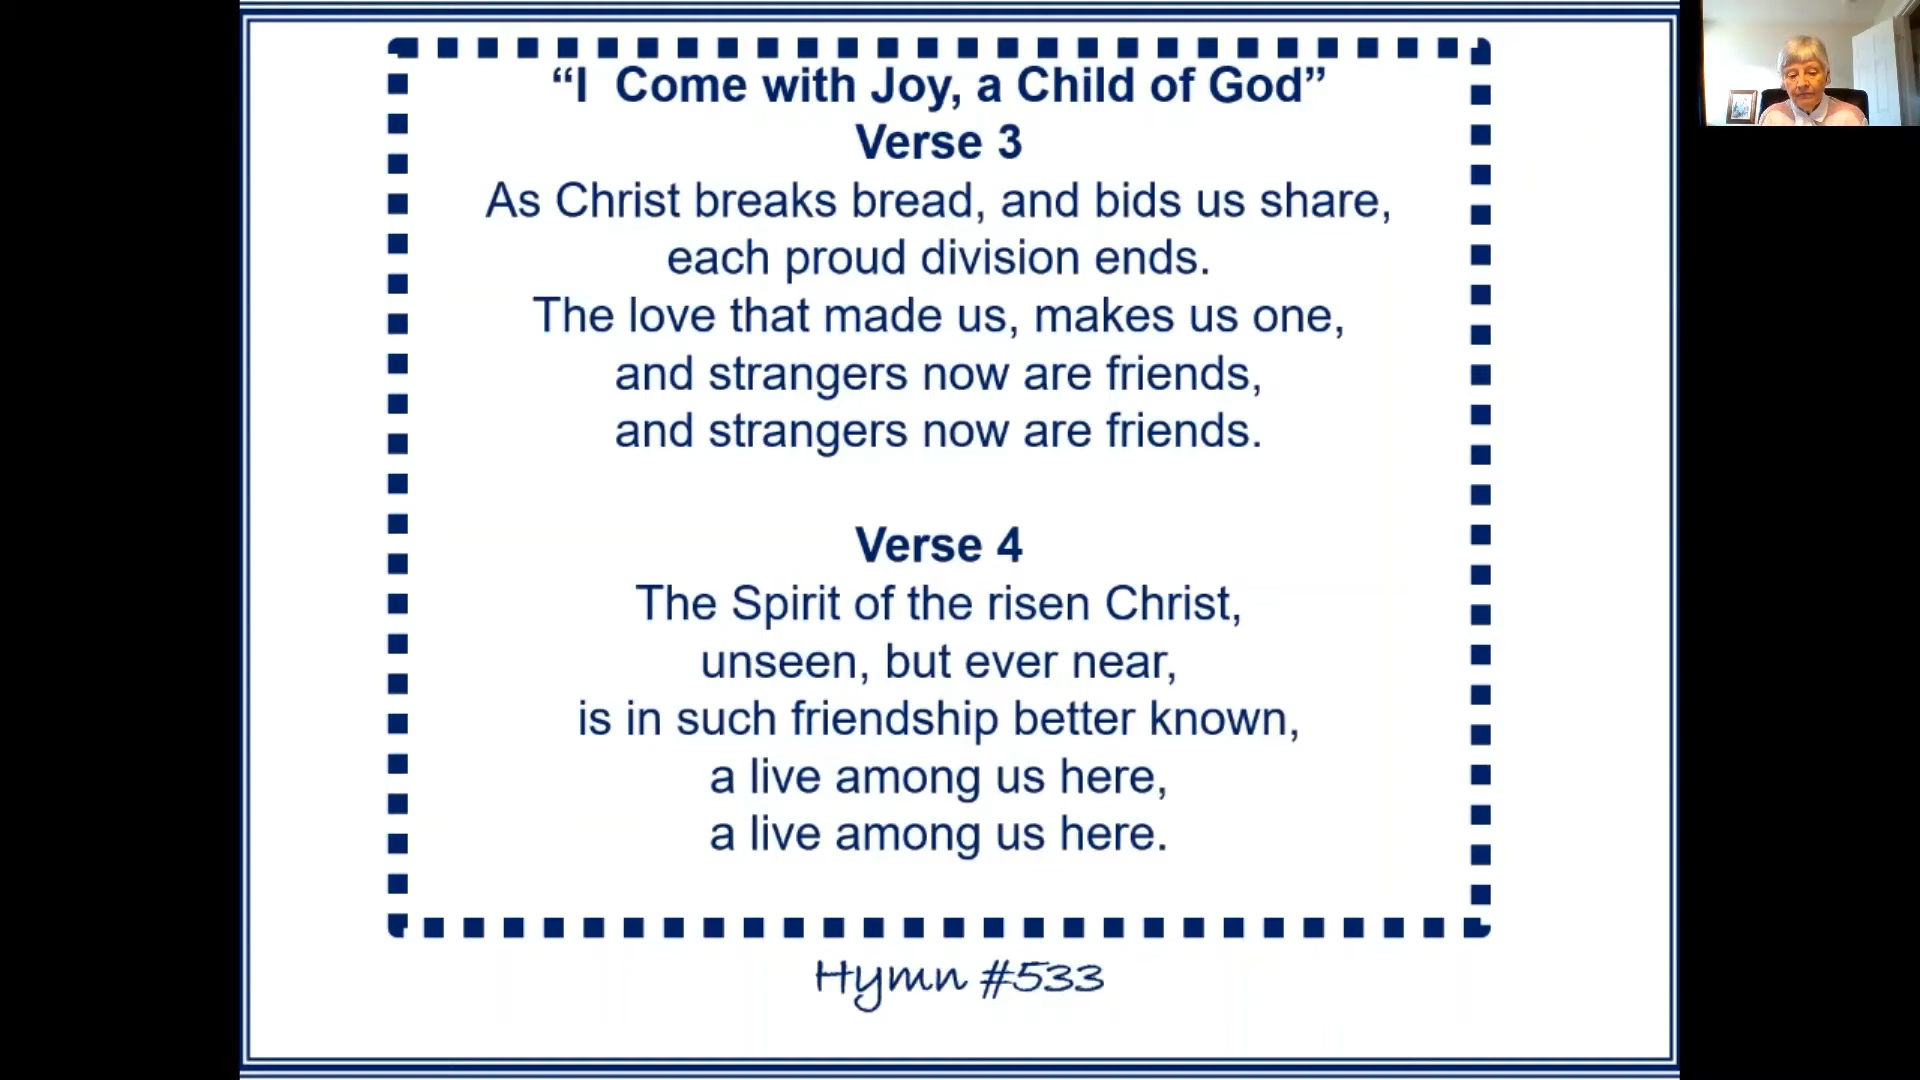 “I Come with Joy, a Child of God”
Verse 3
As Christ breaks bread, and bids us share,
each proud division ends.
The love that made us, makes us one,
and strangers now are friends,
and strangers now are friends.
Verse 4
The Spirit of the risen Christ,
unseen, but ever near,
is in such friendship better known,
a live among us here,
a live among us here.
Hymn #533